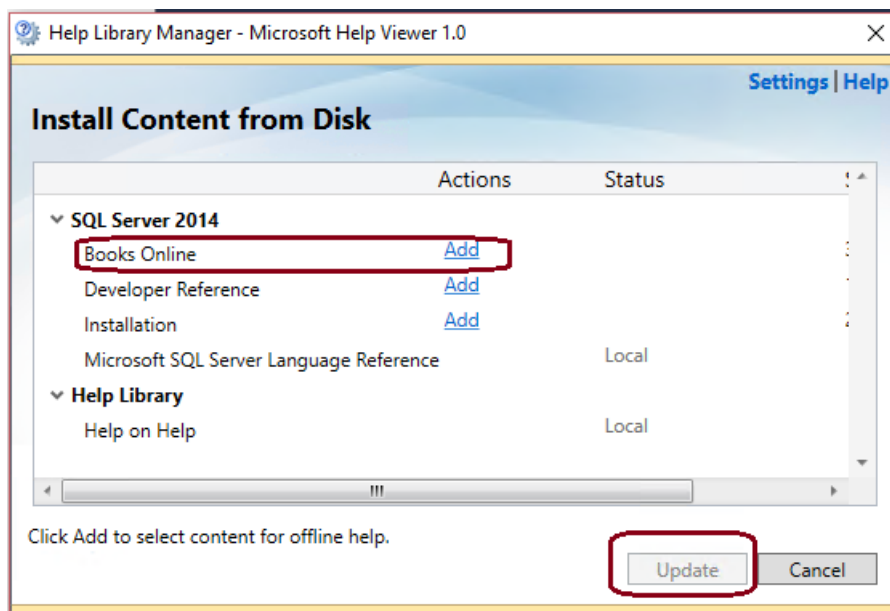 Help Library Manager - Microsoft Help Viewer 1.0
Settings | Help
Install Content from Disk
Actions Status
SQL Server 2014
Books Online Add
Developer Reference Add
Installation Add
Microsoft SQL Server Language Reference Local
Help Library
Help on Help Local
Click Add to select content for offline help.
Update Cancel